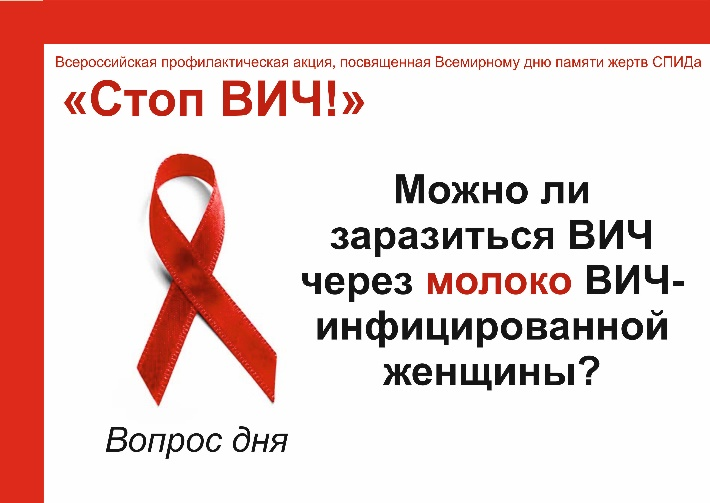 Всероссийская профилактическая акция, посвященная Всемирному дню памяти жертв СПИДа
«Стоп ВИЧ!»
Можно ли
заразиться ВИЧ
через молоко ВИЧ-
инфицированной
женщины?
Вопрос дня